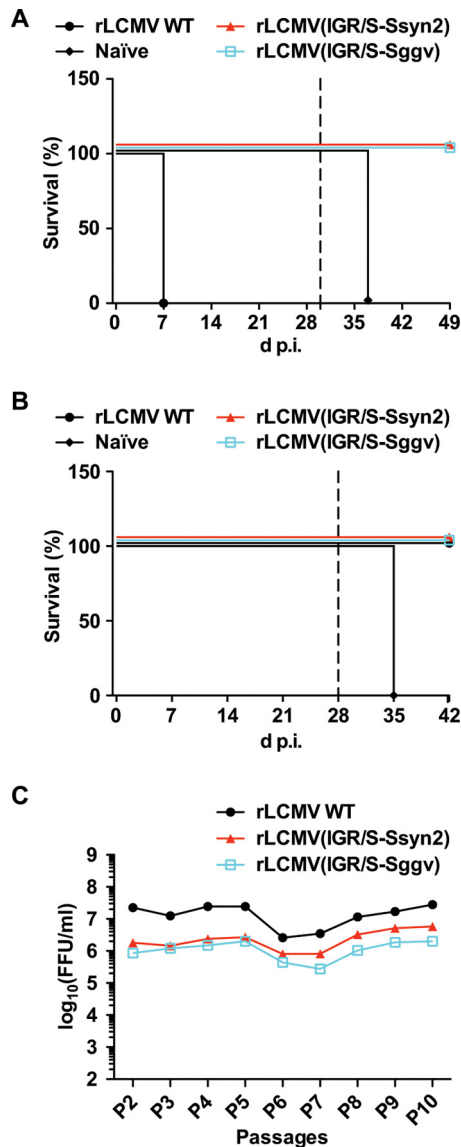 A
rLCMV WT rLCMV(IGR/S-Ssyn2)
Naïve rLCMV(IGR/S-Sggv)
150
100
50
0
Survival (%)
0 7 14 21 28 35 42 49
d p.i.
B
rLCMV WT rLCMV(IGR/S-Ssyn2)
Naïve rLCMV(IGR/S-Sggv)
150
100
50
0
Survival (%)
0 7 14 21 28 35 42
d p.i.
C
rLCMV WT
rLCMV(IGR/S-Ssyn2)
rLCMV(IGR/S-Sggv)
9
8
7
6
5
4
3
2
log10(FFU/ml)
P2 P3 P4 P5 P6 P7 P8 P9 P10
Passages